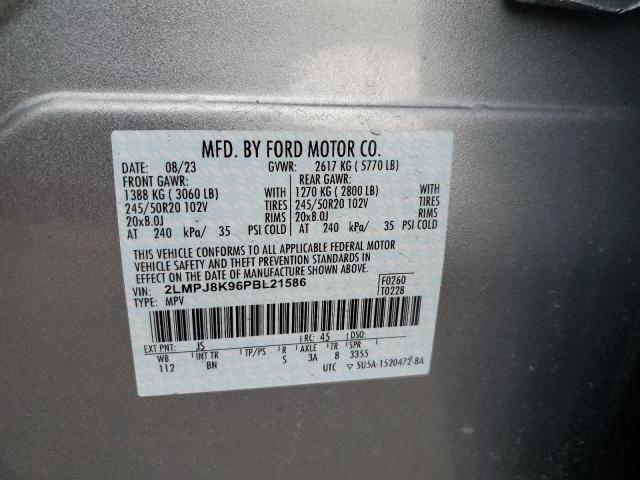 MFD. BY FORD MOTOR CO.
08/23 GVWR: 2617 KG ( 5770 LB)
FRONT GAWR: REAR GAWR:
1388 KG ( 3060 LB) WITH 1270 KG ( 2800 LB) WITH
245/50R20 102V TIRES 245/50R20 102V TIRES
20x8.0J RIMS 20x8.0J RIMS
AT 240 kPa/ 35 PSI COLD AT 240 kPa/ 35 PSI COLD
THIS VEHICLE CONFORMS TO ALL APPLICABLE FEDERAL MOTOR
VEHICLE SAFETY AND THEFT PREVENTION STANDARDS IN
EFFECT ON THE DATE OF MANUFACTURE SHOWN ABOVE.
VIN: 2LMPJ8K96PBL21586 F0260
TYPE: MPV T022B
EXT PNT: JS RC: 45 DSO:
WB INT TR TP/PS R AXLE TR SPR
112 BN S 3A 8 3355
UTC ▽ 5U5A-1520472-BA